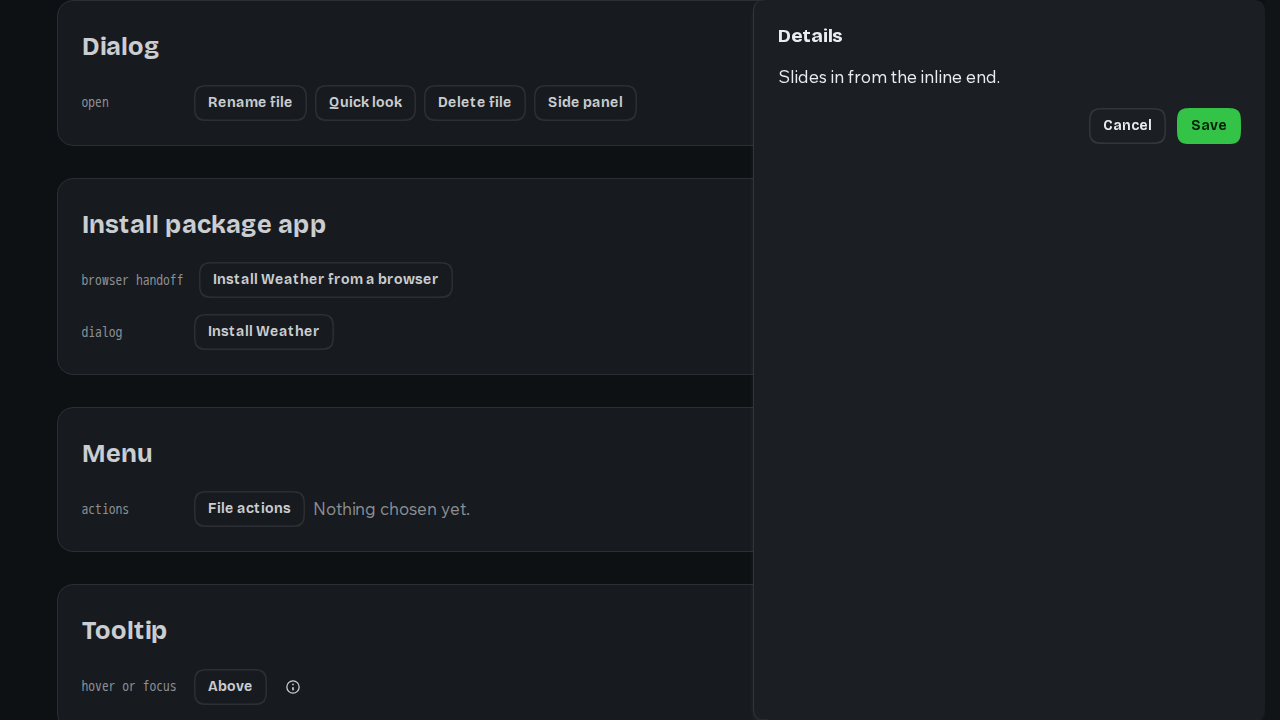 Dialog
open Rename file Quick look Delete file Side panel
Install package app
browser handoff Install Weather from a browser
dialog Install Weather
Menu
actions File actions Nothing chosen yet.
Tooltip
hover or focus Above
Details
Slides in from the inline end.
Cancel Save